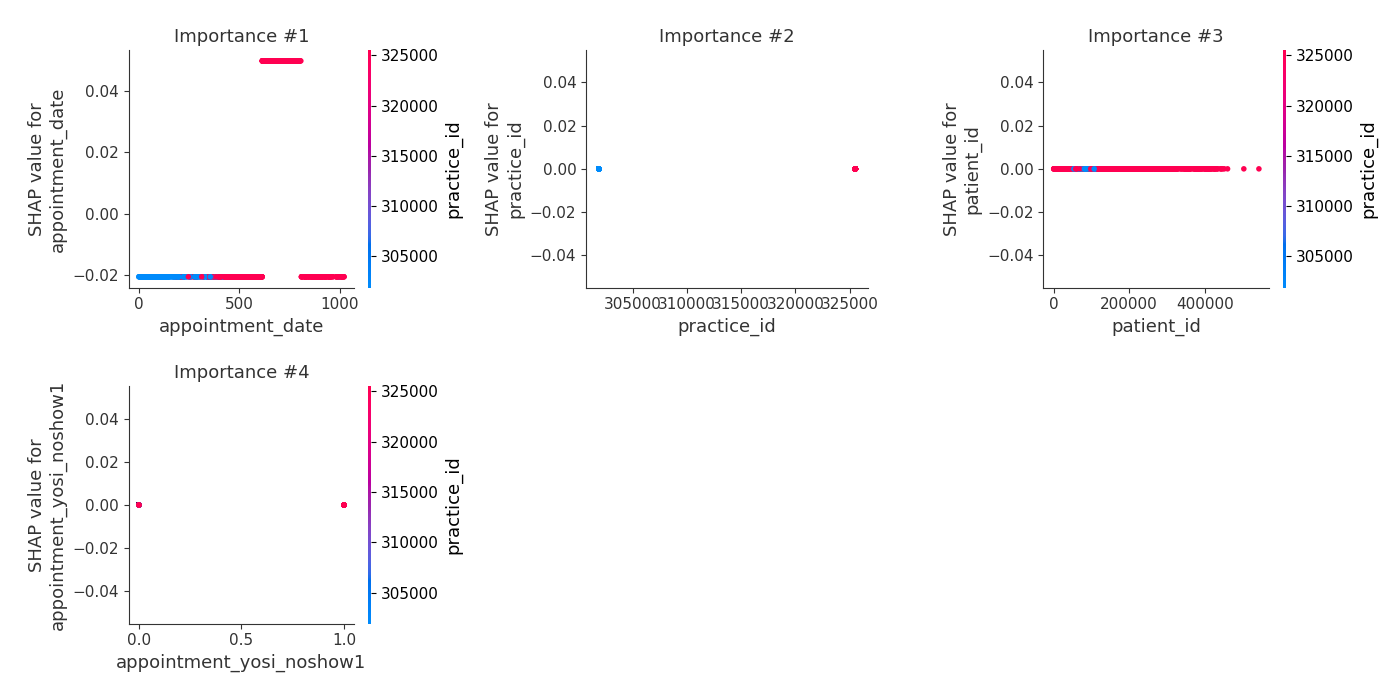 Importance #1
SHAP value for
appointment_date
0.04
0.02
0.00
−0.02
0
500
1000
appointment_date
325000
320000
315000
310000
305000
practice_id
Importance #2
SHAP value for
practice_id
0.04
0.02
0.00
−0.02
−0.04
305000
310000
315000
320000
325000
practice_id
Importance #3
SHAP value for
patient_id
0.04
0.02
0.00
−0.02
−0.04
0
200000
400000
patient_id
325000
320000
315000
310000
305000
practice_id
Importance #4
SHAP value for
appointment_yosi_noshow1
0.04
0.02
0.00
−0.02
−0.04
0.0
0.5
1.0
appointment_yosi_noshow1
325000
320000
315000
310000
305000
practice_id